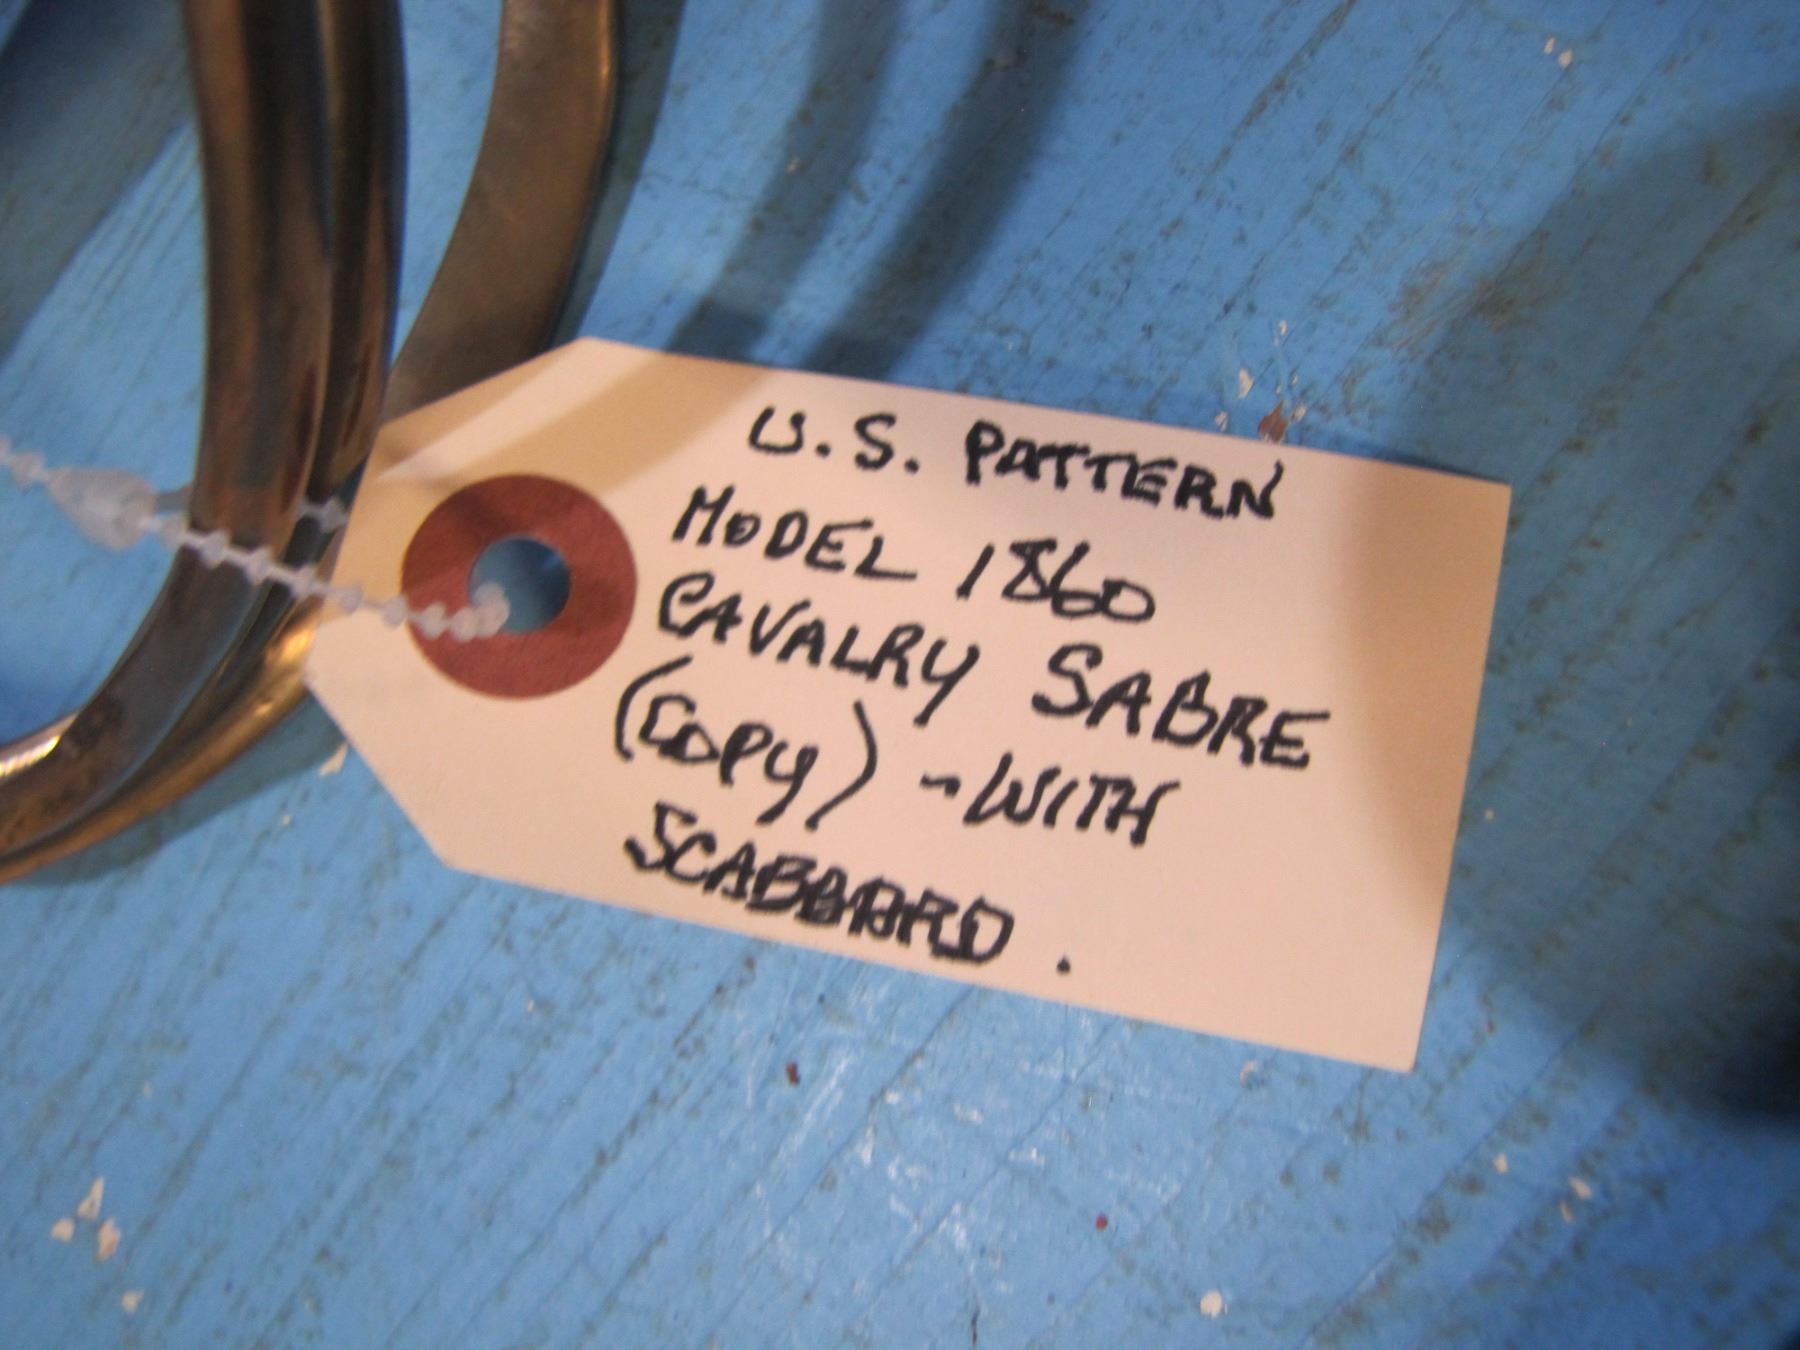 U.S. PATTERN
MODEL 1860
CAVALRY SABRE
(COPY) - WITH
SCABBARD.